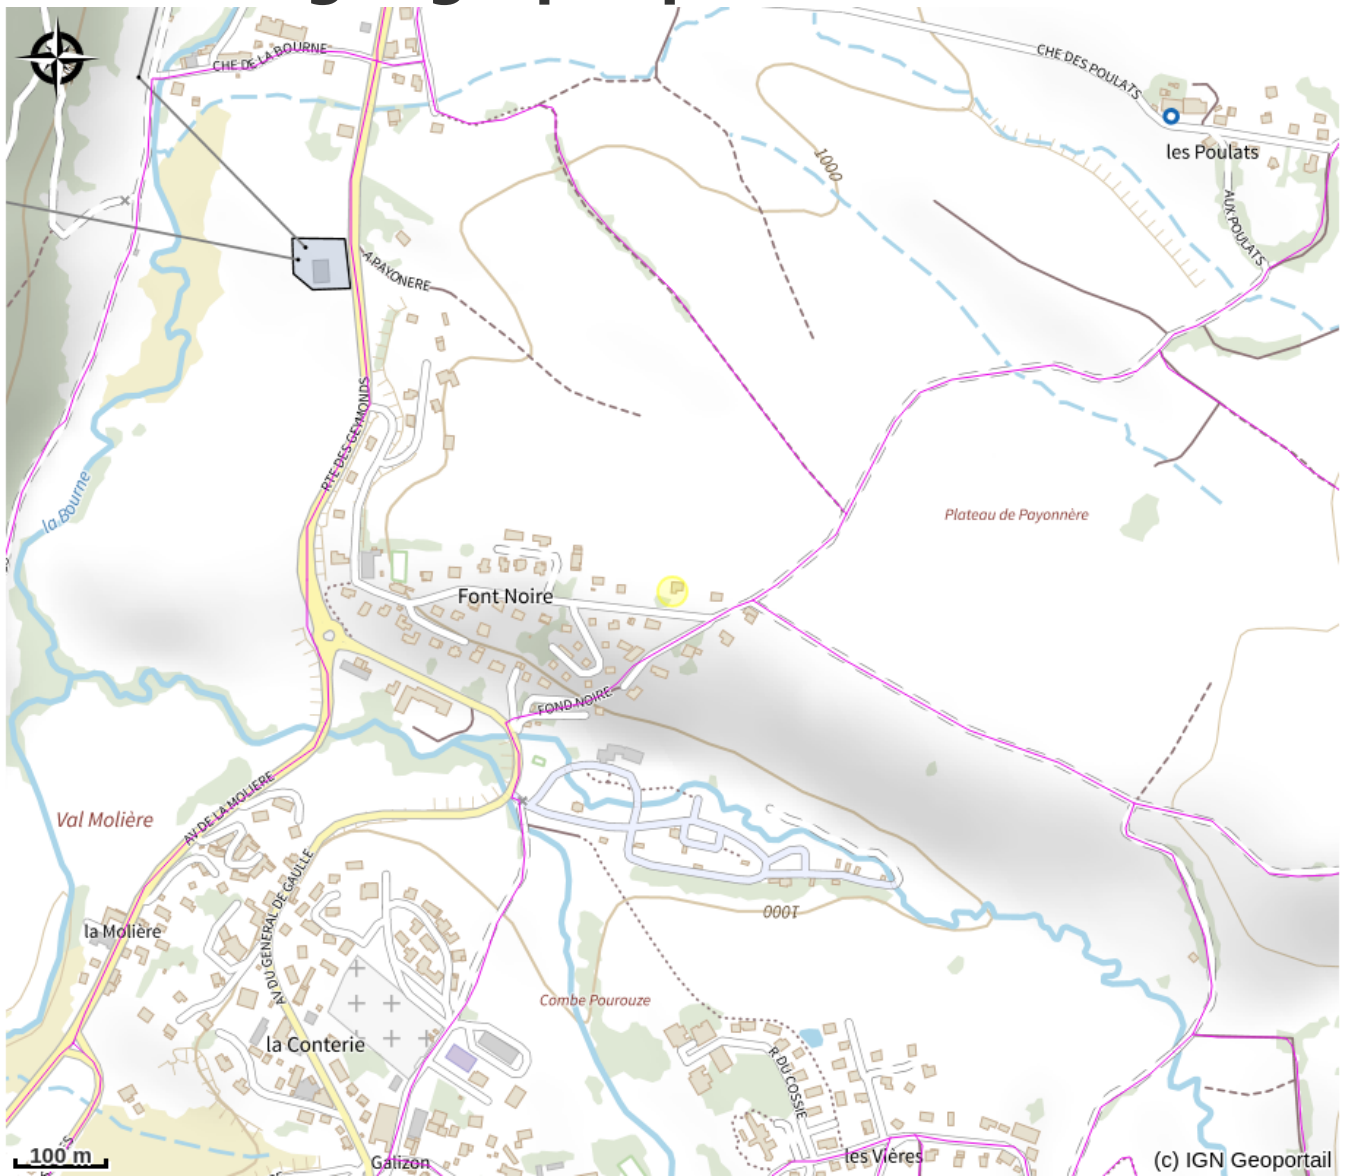 CHE DE LA BOURNE
CHE DES POULATS
les Poulats
1000
AUX POULATS
A PAYONERE
RTE DES GEYMONDS
la Bourne
Plateau de Payonnère
Font Noire
FOND NOIRE
AV DE LA MOLIERE
Val Molière
AV DU GENERAL DE GAULLE
1000
la Molière
Combe Pourouze
la Conterie
R DU COSSIE
Galizon
les Vières
100 m
(c) IGN Geoportail